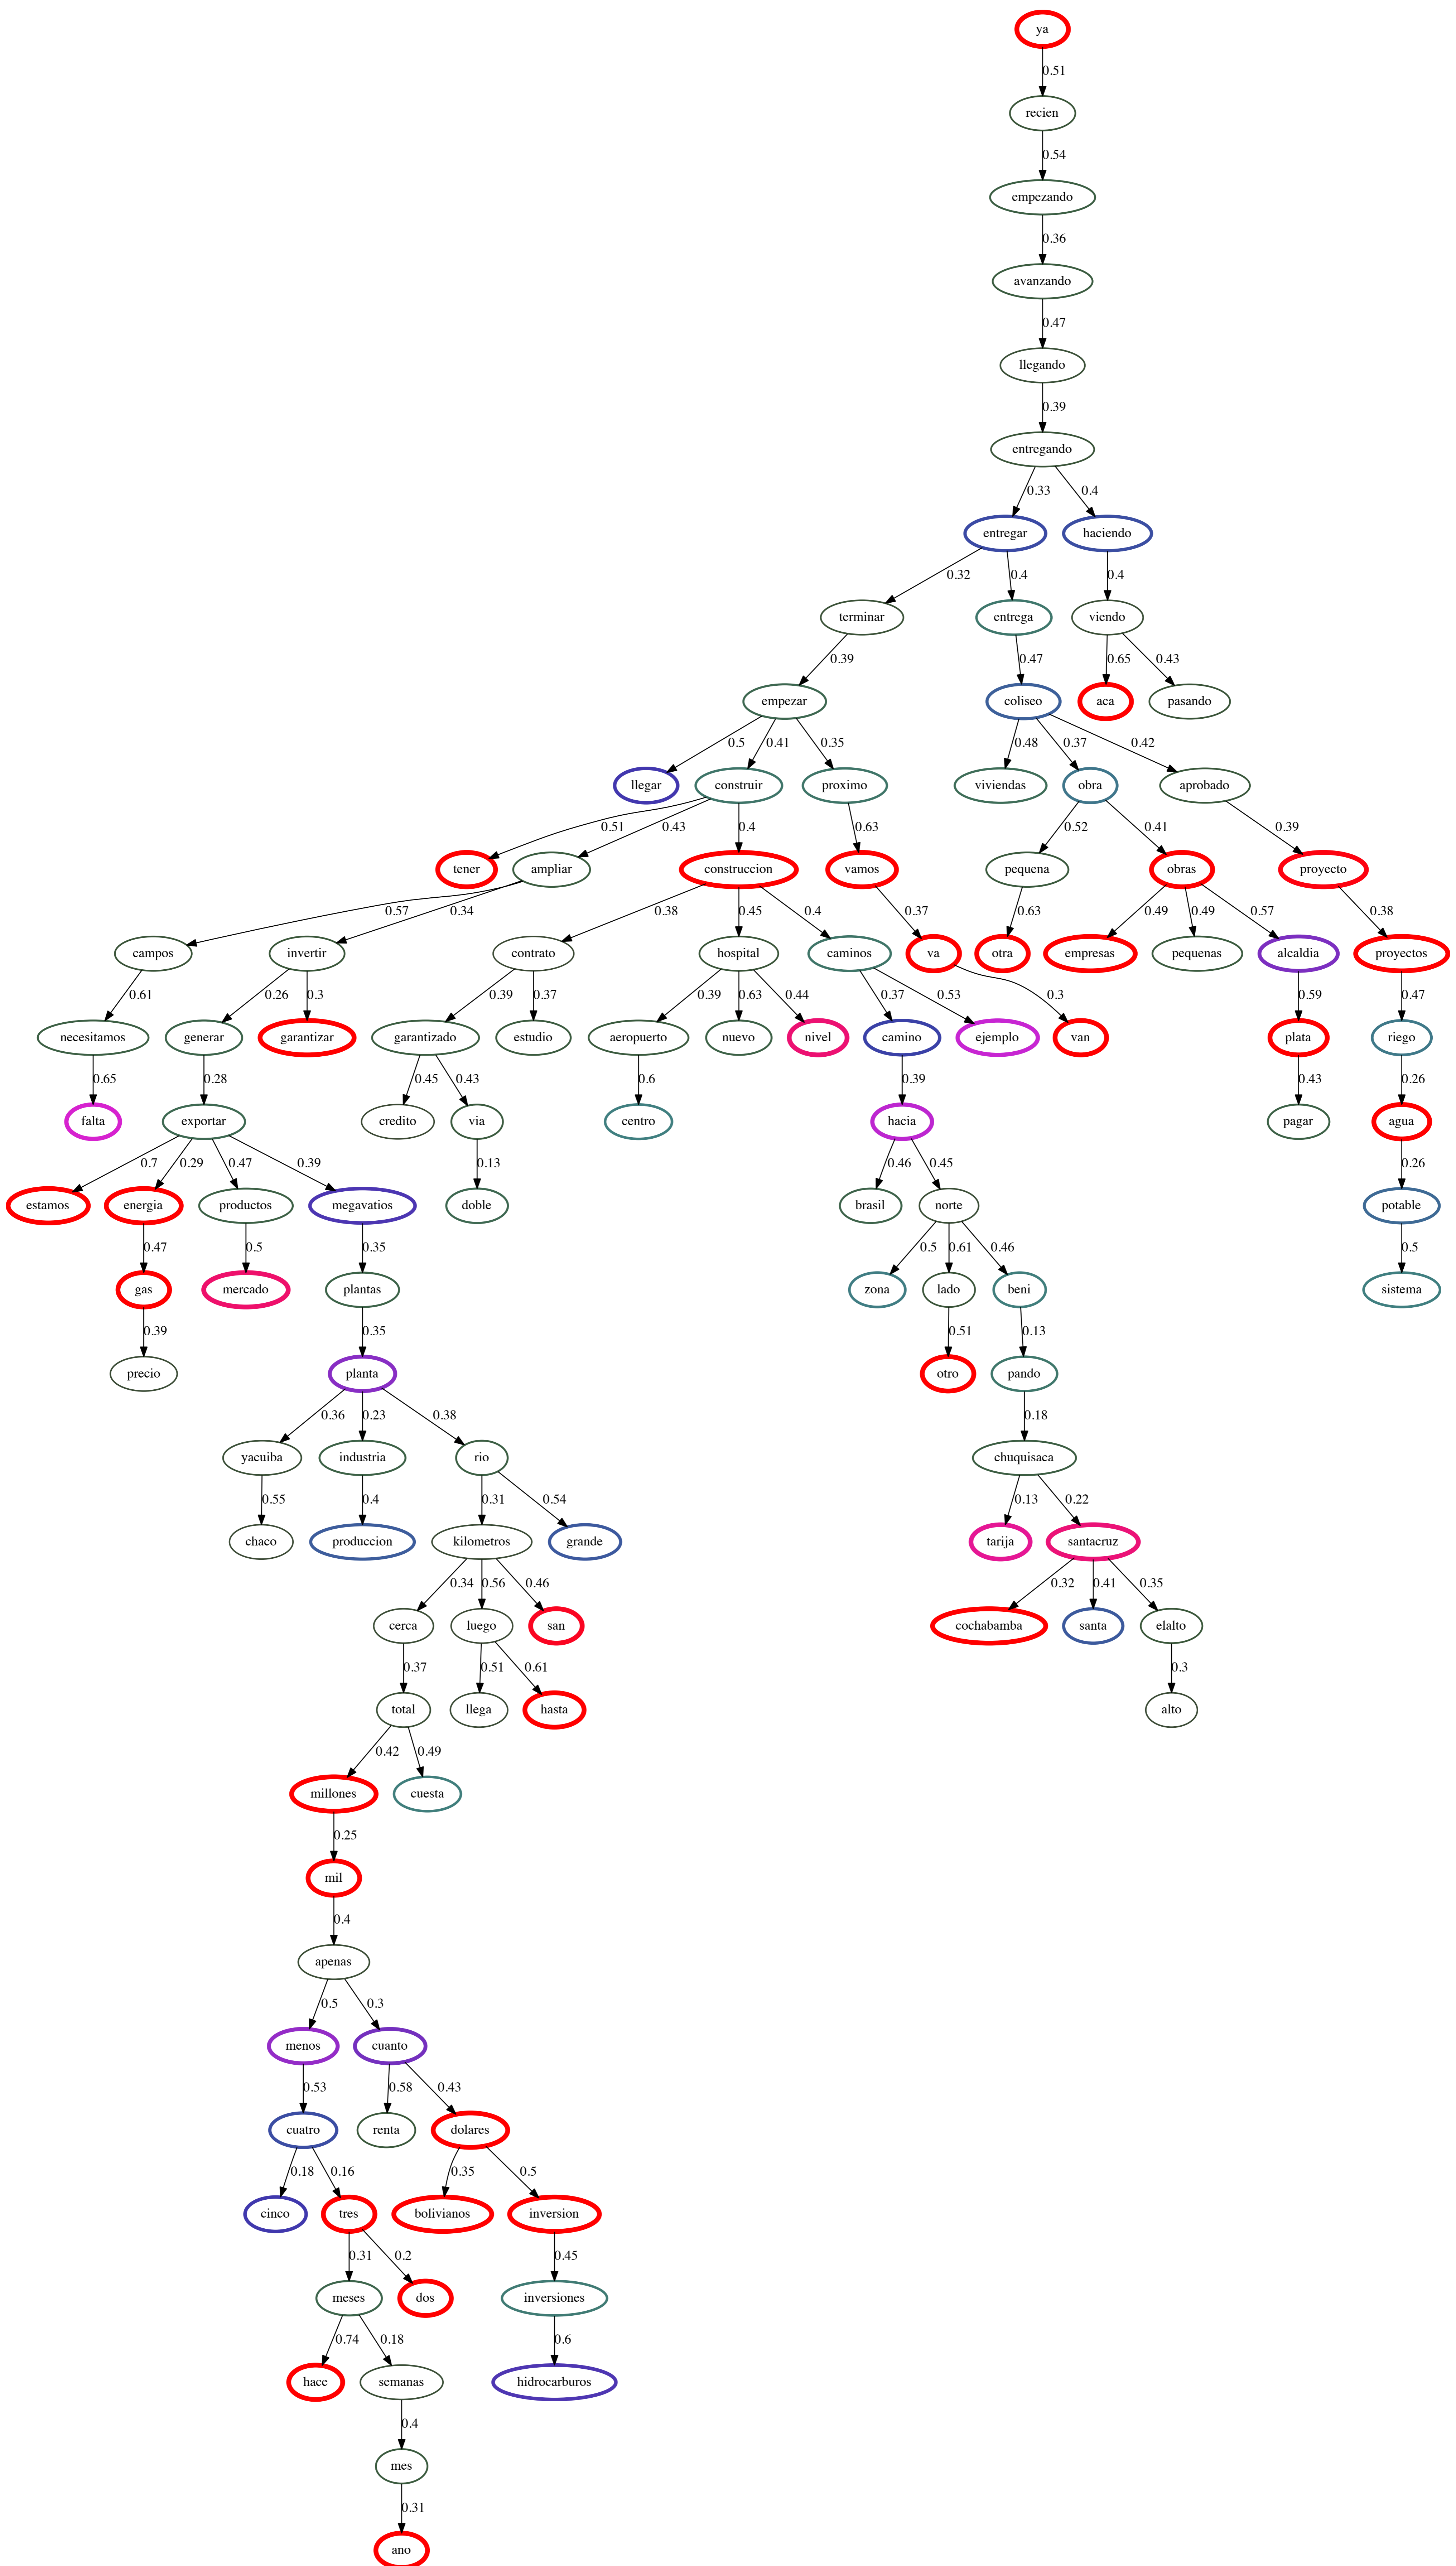 ya
0.51
recien
0.54
empezando
0.36
avanzando
0.47
llegando
0.39
entregando
0.33 0.4
entregar haciendo
0.32 0.4 0.4
terminar entrega viendo
0.39 0.47 0.65 0.43
empezar coliseo aca pasando
0.5 0.41 0.35 0.48 0.37 0.42
llegar construir proximo viviendas obra aprobado
0.51 0.43 0.4 0.63 0.52 0.41 0.39
tener ampliar construccion vamos pequena obras proyecto
0.57 0.34 0.38 0.45 0.4 0.37 0.63 0.49 0.49 0.57 0.38
campos invertir contrato hospital caminos va otra empresas pequenas alcaldia proyectos
0.61 0.26 0.3 0.39 0.37 0.39 0.63 0.44 0.37 0.53 0.3 0.59 0.47
necesitamos generar garantizar garantizado estudio aeropuerto nuevo nivel camino ejemplo van plata riego
0.65 0.28 0.45 0.43 0.6 0.39 0.43 0.26
falta exportar credito via centro hacia pagar agua
0.7 0.29 0.47 0.39 0.13 0.46 0.45 0.26
estamos energia productos megavatios doble brasil norte potable
0.47 0.5 0.35 0.5 0.61 0.46 0.5
gas mercado plantas zona lado beni sistema
0.39 0.35 0.51 0.13
precio planta otro pando
0.36 0.23 0.38 0.18
yacuiba industria rio chuquisaca
0.55 0.4 0.31 0.54 0.13 0.22
chaco produccion kilometros grande tarija santacruz
0.34 0.56 0.46 0.32 0.41 0.35
cerca luego san cochabamba santa elalto
0.37 0.51 0.61 0.3
total llega hasta alto
0.42 0.49
millones cuesta
0.25
mil
0.4
apenas
0.5 0.3
menos cuanto
0.53 0.58 0.43
cuatro renta dolares
0.18 0.16 0.35 0.5
cinco tres bolivianos inversion
0.31 0.2 0.45
meses dos inversiones
0.74 0.18 0.6
hace semanas hidrocarburos
0.4
mes
0.31
ano